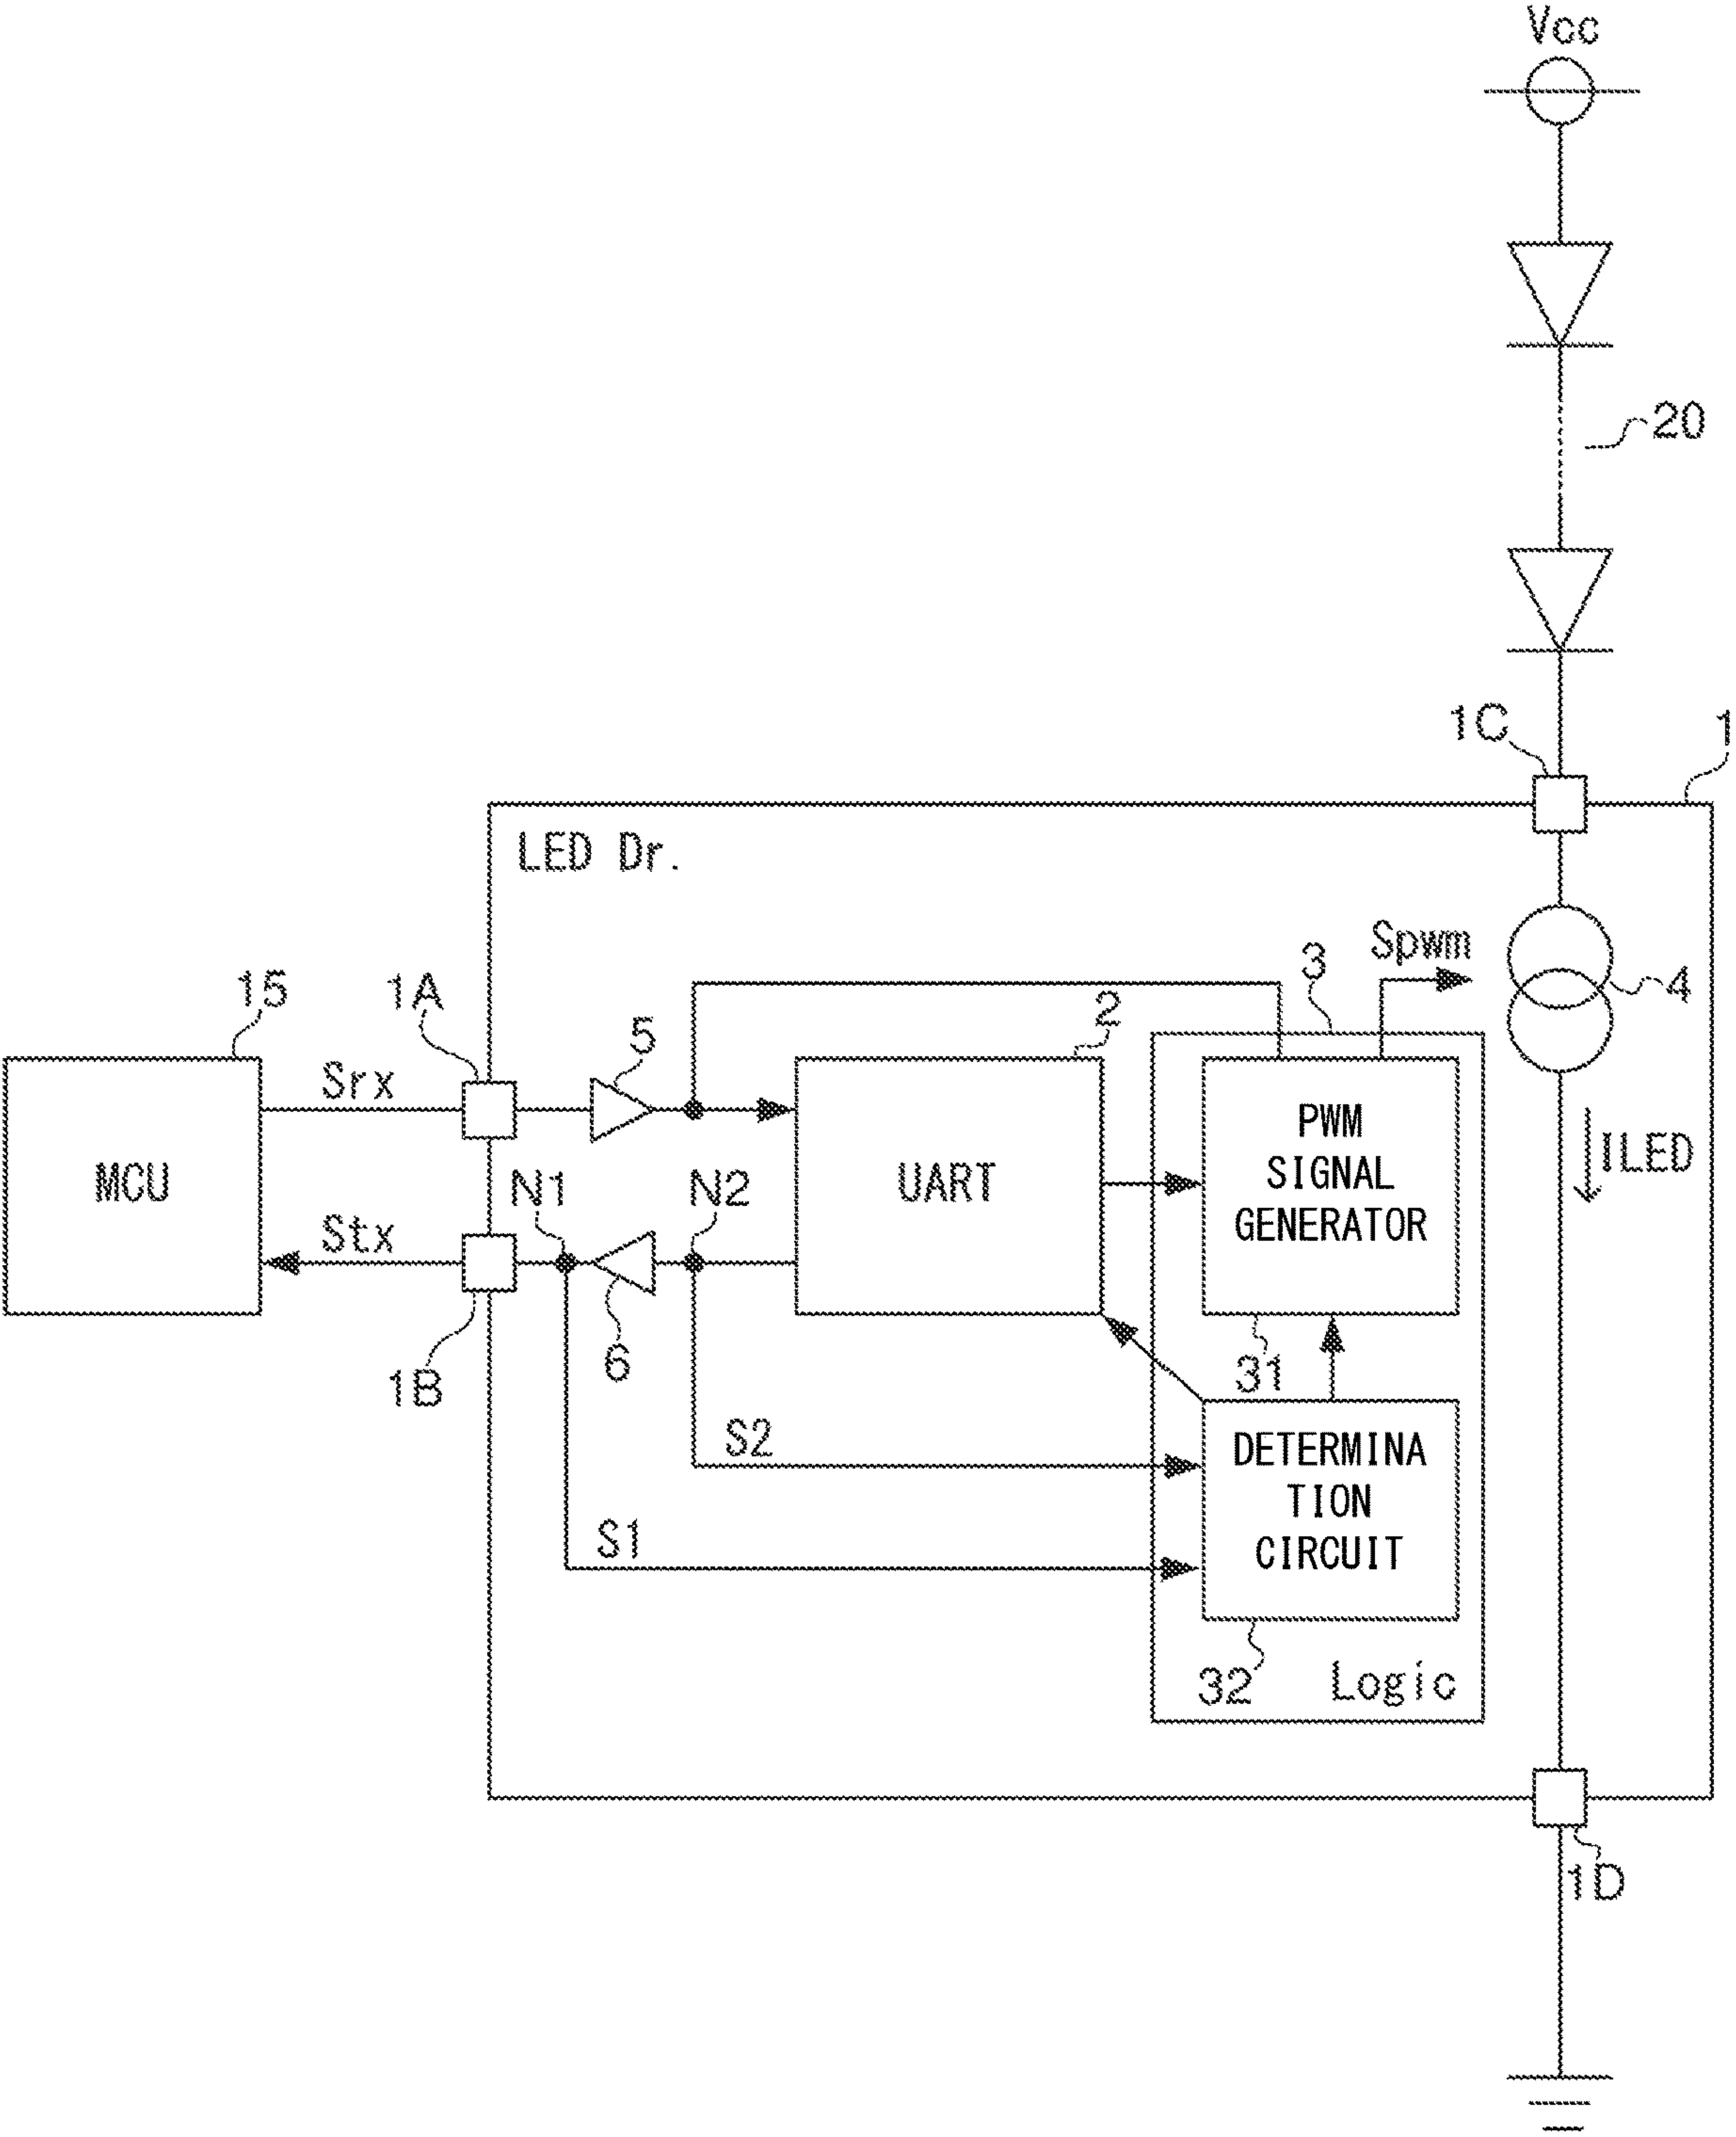 Vcc
20
1C
1
LED Dr.
Spwm
3
4
15
1A
5
2
Srx
PWM
SIGNAL
GENERATOR
ILED
MCU
N1
N2
UART
Stx
6
31
1B
S2
DETERMINA
TION
CIRCUIT
S1
32
Logic
1D